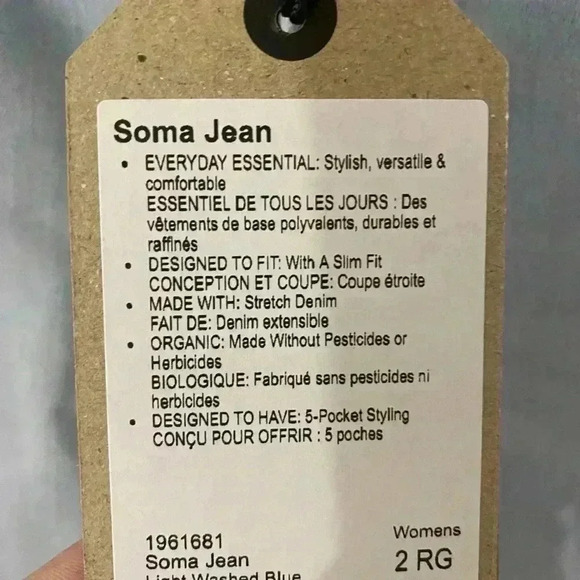 Soma Jean
• EVERYDAY ESSENTIAL: Stylish, versatile &
comfortable
ESSENTIEL DE TOUS LES JOURS : Des
vêtements de base polyvalents, durables et
raffinés
• DESIGNED TO FIT: With A Slim Fit
CONCEPTION ET COUPE: Coupe étroite
• MADE WITH: Stretch Denim
FAIT DE: Denim extensible
• ORGANIC: Made Without Pesticides or
Herbicides
BIOLOGIQUE: Fabriqué sans pesticides ni
herbicides
• DESIGNED TO HAVE: 5-Pocket Styling
CONÇU POUR OFFRIR : 5 poches
1961681
Womens
Soma Jean
2 RG
Light Washed Blue